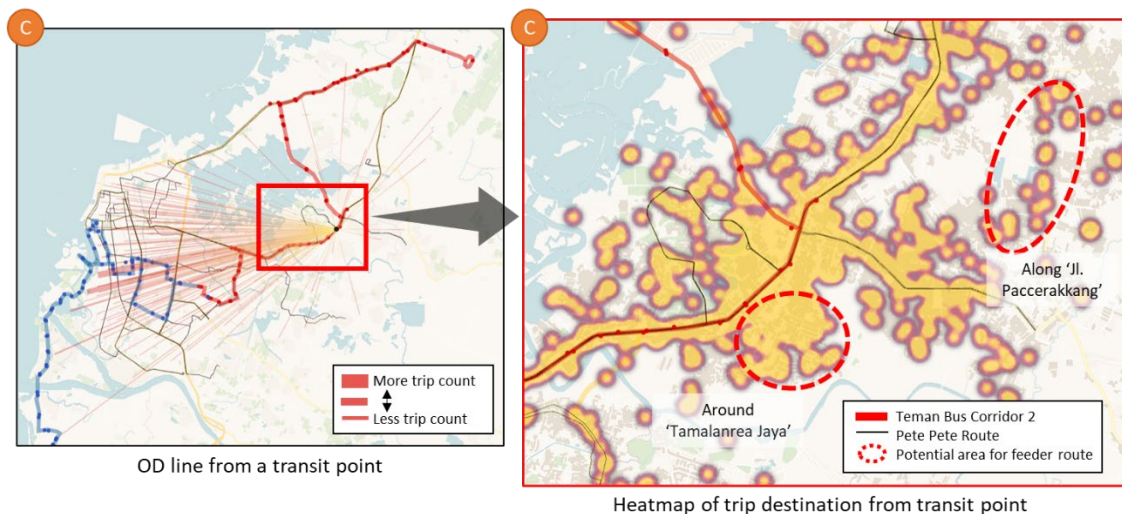 C
More trip count
Less trip count
OD line from a transit point
C
Along ‘Jl.
Paccerakkang’
Around
‘Tamalanrea Jaya’
Teman Bus Corridor 2
Pete Pete Route
Potential area for feeder route
Heatmap of trip destination from transit point